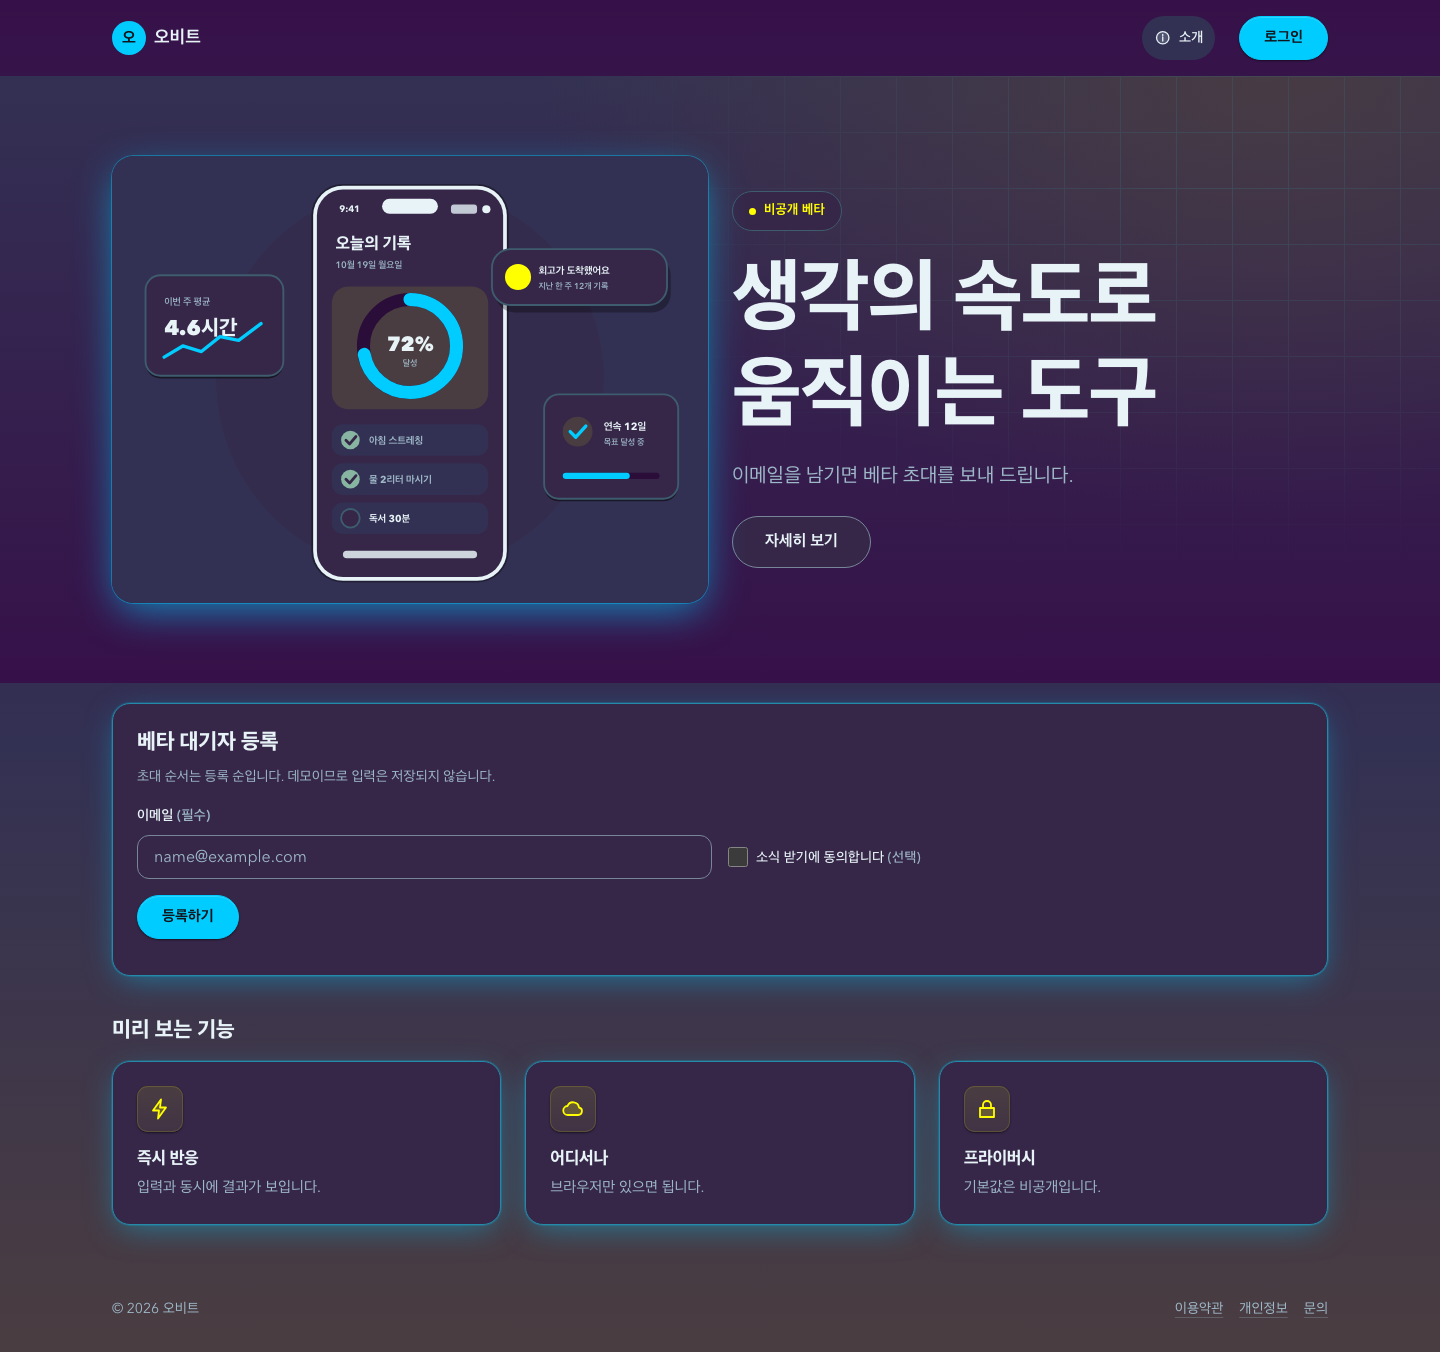 오 오비트
소개
로그인
9:41
오늘의 기록
10월 19일 월요일
이번 주 평균
4.6시간
72%
달성
회고가 도착했어요
지난 한 주 12개 기록
연속 12일
목표 달성 중
아침 스트레칭
물 2리터 마시기
독서 30분
비공개 베타
생각의 속도로
움직이는 도구
이메일을 남기면 베타 초대를 보내 드립니다.
자세히 보기
베타 대기자 등록
초대 순서는 등록 순입니다. 데모이므로 입력은 저장되지 않습니다.
이메일 (필수)
name@example.com
소식 받기에 동의합니다 (선택)
등록하기
미리 보는 기능
즉시 반응
입력과 동시에 결과가 보입니다.
어디서나
브라우저만 있으면 됩니다.
프라이버시
기본값은 비공개입니다.
© 2026 오비트
이용약관 개인정보 문의